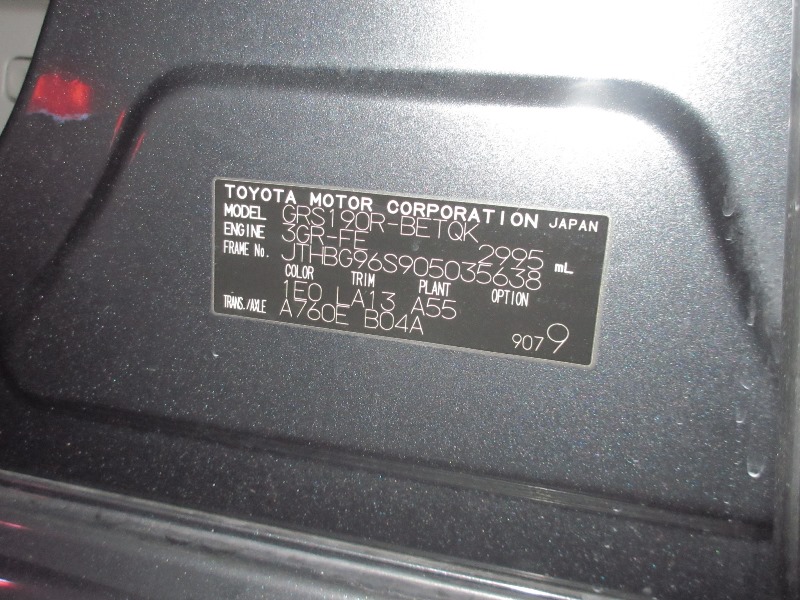 TOYOTA MOTOR CORPORATION JAPAN
MODEL GRS190R-BETQK
ENGINE 3GR-FE 2995 mL
FRAME No. JTHBG96S905035638
COLOR TRIM PLANT OPTION
1E0 LA13 A55
TRANS./AXLE A760E B04A
9079